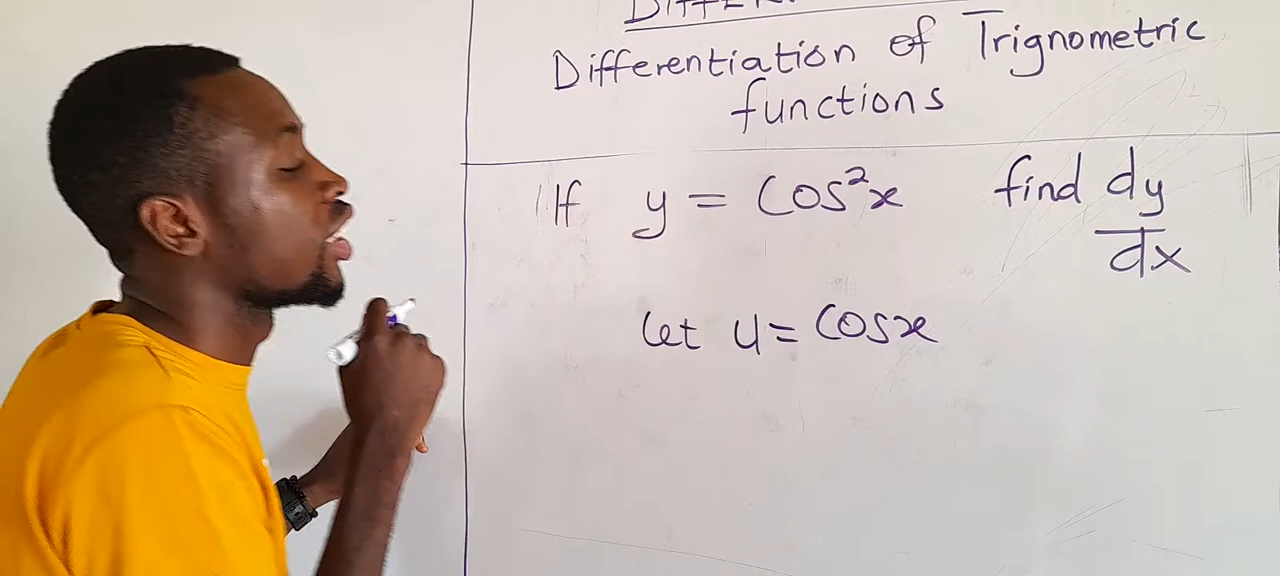 Differentiation of Trignometric
functions
If y = Cos²x find dy/dx
let u = Cosx